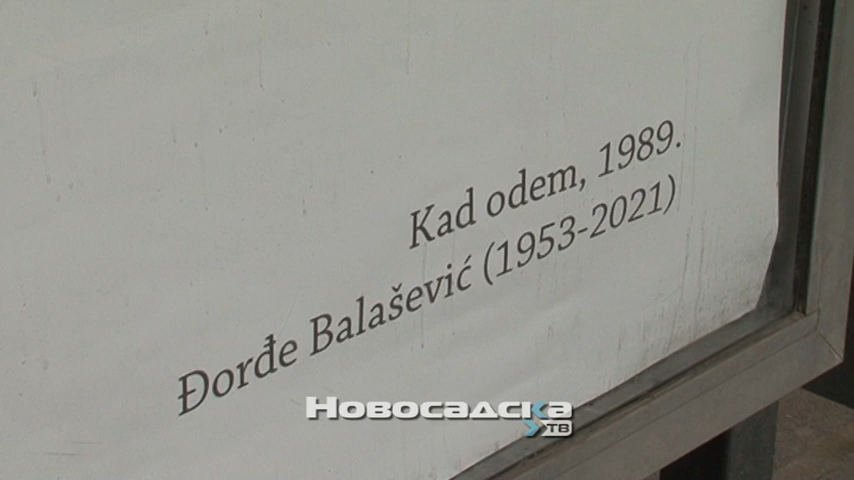 Kad odem, 1989.
Đorđe Balašević (1953-2021)
Новосадска
ТВ